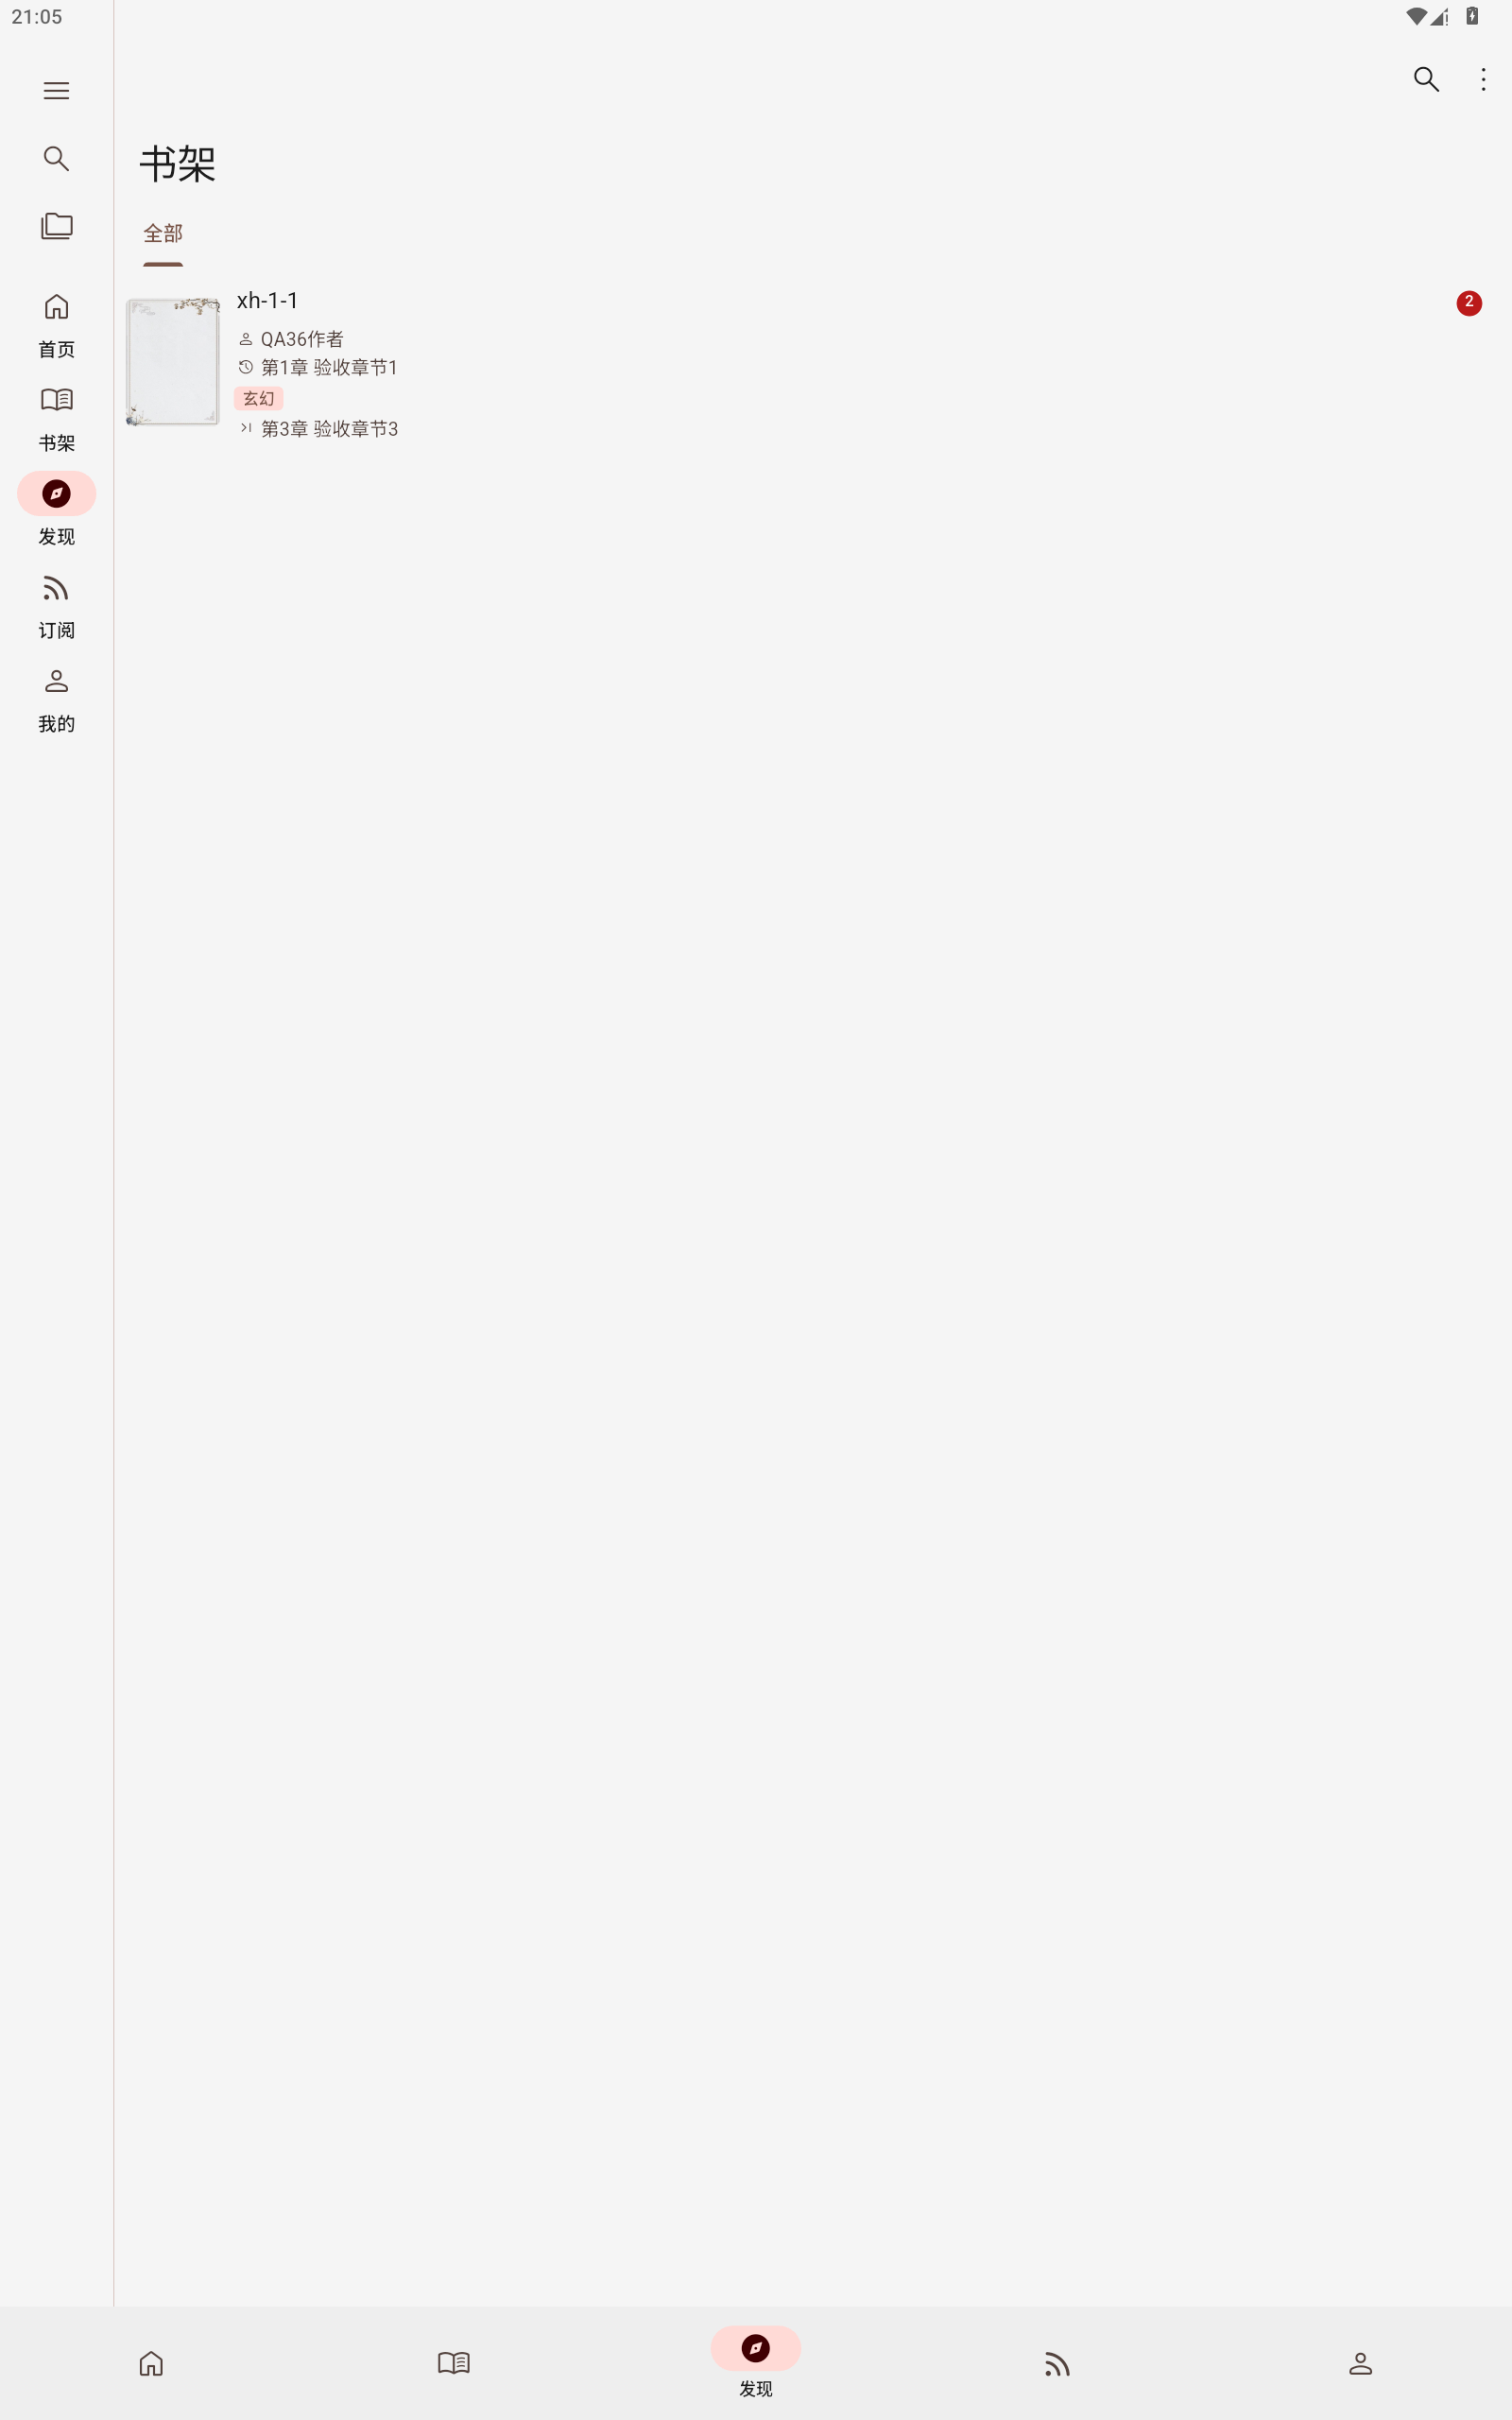 21:05
书架
全部
xh-1-1
2
QA36作者
第1章 验收章节1
玄幻
第3章 验收章节3
首页
书架
发现
订阅
我的
发现